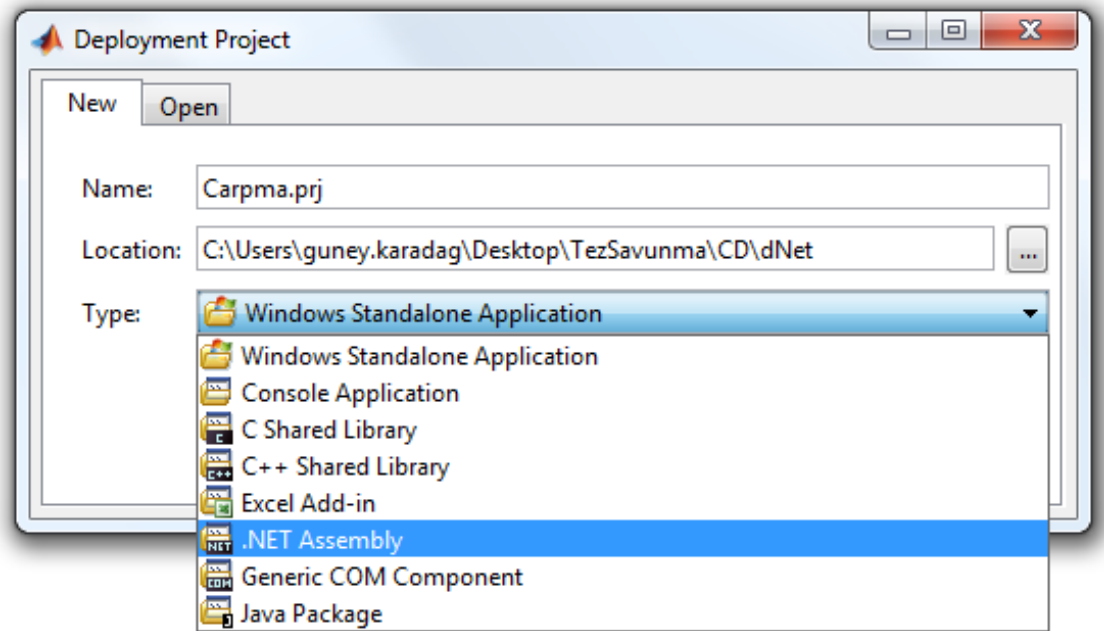 Deployment Project
New Open
Name: Carpma.prj
Location: C:\Users\guney.karadag\Desktop\TezSavunma\CD\dNet ...
Type: Windows Standalone Application
Windows Standalone Application
Console Application
C Shared Library
C++ Shared Library
Excel Add-in
.NET Assembly
Generic COM Component
Java Package